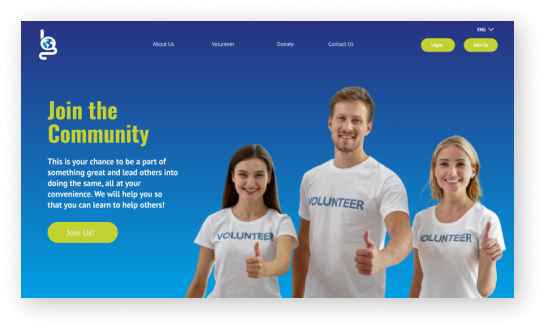 ENG
About Us
Volunteer
Donate
Contact Us
Login
Join Us
Join the
Community
This is your chance to be a part of
something great and lead others into
doing the same, all at your
convenience. We will help you so
that you can learn to help others!
Join Us!
VOLUNTEER
VOLUNTEER
VOLUNTEER